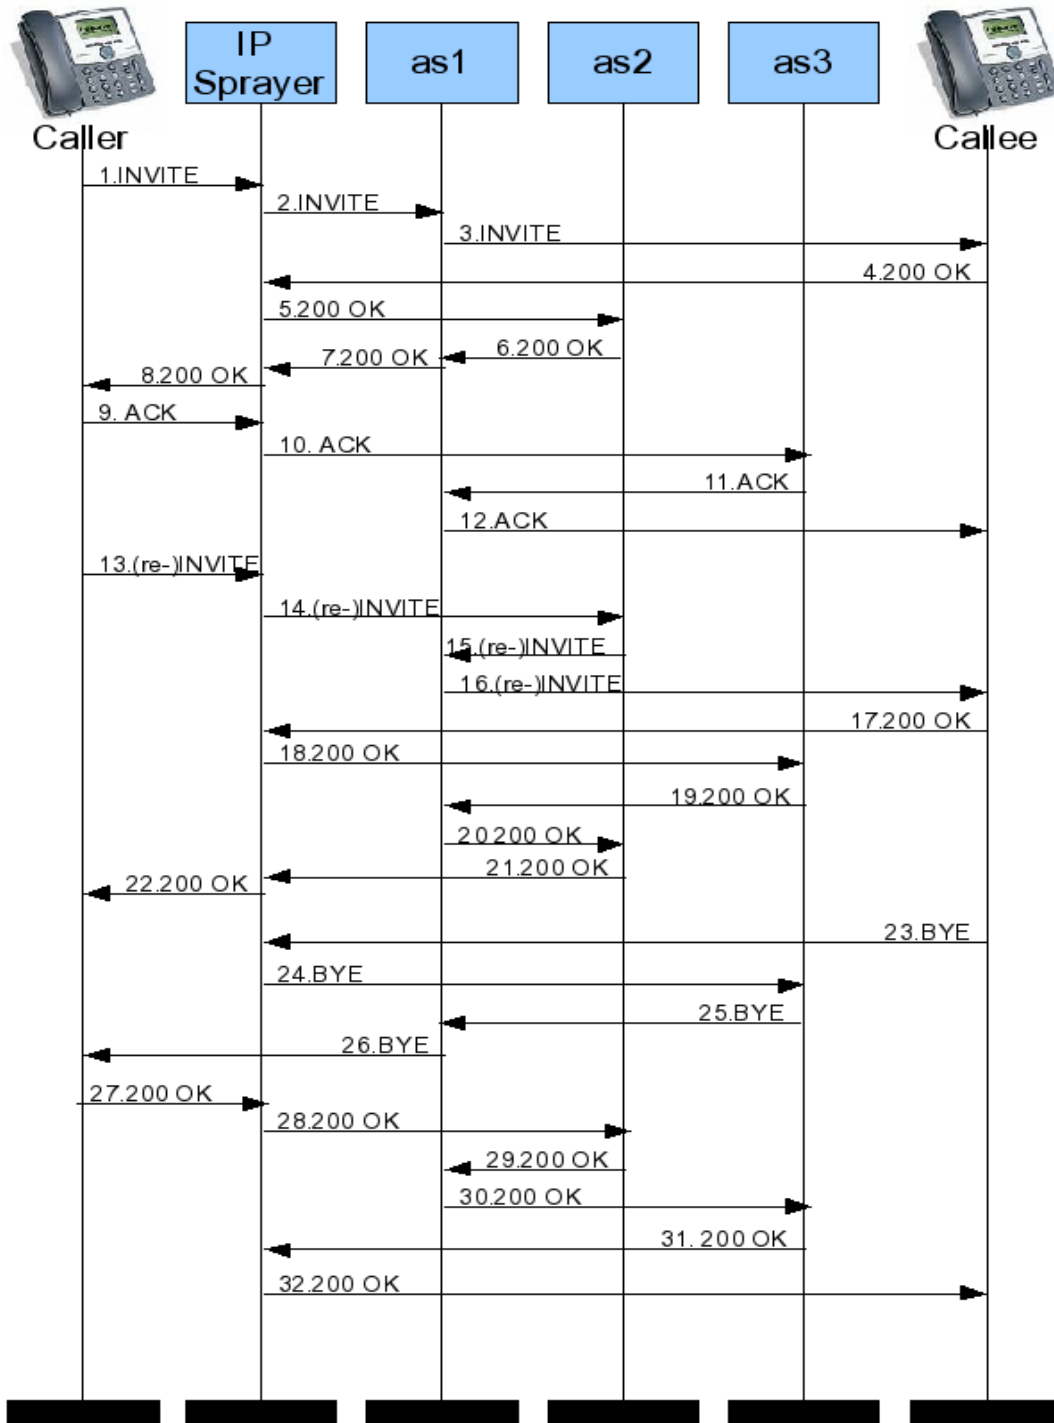 IP
Sprayer
as1
as2
as3
Caller
Callee
1.INVITE
2.INVITE
3.INVITE
4.200 OK
5.200 OK
6.200 OK
7.200 OK
8.200 OK
9. ACK
10. ACK
11.ACK
12.ACK
13.(re-)INVITE
14.(re-)INVITE
15.(re-)INVITE
16.(re-)INVITE
17.200 OK
18.200 OK
19.200 OK
20.200 OK
21.200 OK
22.200 OK
23.BYE
24.BYE
25.BYE
26.BYE
27.200 OK
28.200 OK
29.200 OK
30.200 OK
31. 200 OK
32.200 OK